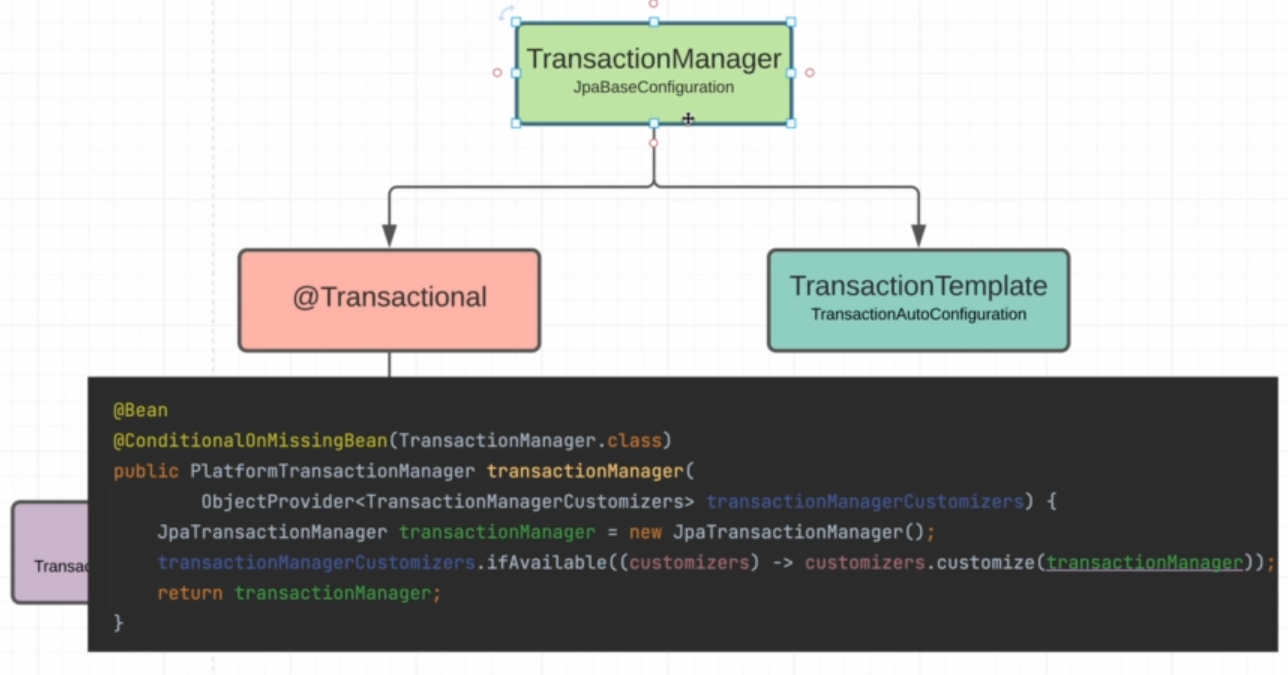 TransactionManager
JpaBaseConfiguration
@Transactional
TransactionTemplate
TransactionAutoConfiguration
@Bean
@ConditionalOnMissingBean(TransactionManager.class)
public PlatformTransactionManager transactionManager(
        ObjectProvider<TransactionManagerCustomizers> transactionManagerCustomizers) {
    JpaTransactionManager transactionManager = new JpaTransactionManager();
    transactionManagerCustomizers.ifAvailable((customizers) -> customizers.customize(transactionManager));
    return transactionManager;
}